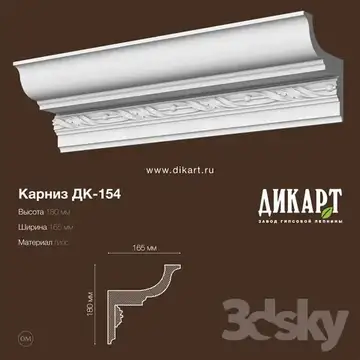 www.dikart.ru
Карниз ДК-154
Высота 180 мм
Ширина 165 мм
Материал гипс
ДИКАРТ
ЗАВОД ГИПСОВОЙ ЛЕПНИНЫ
165 мм
180 мм
3dsky